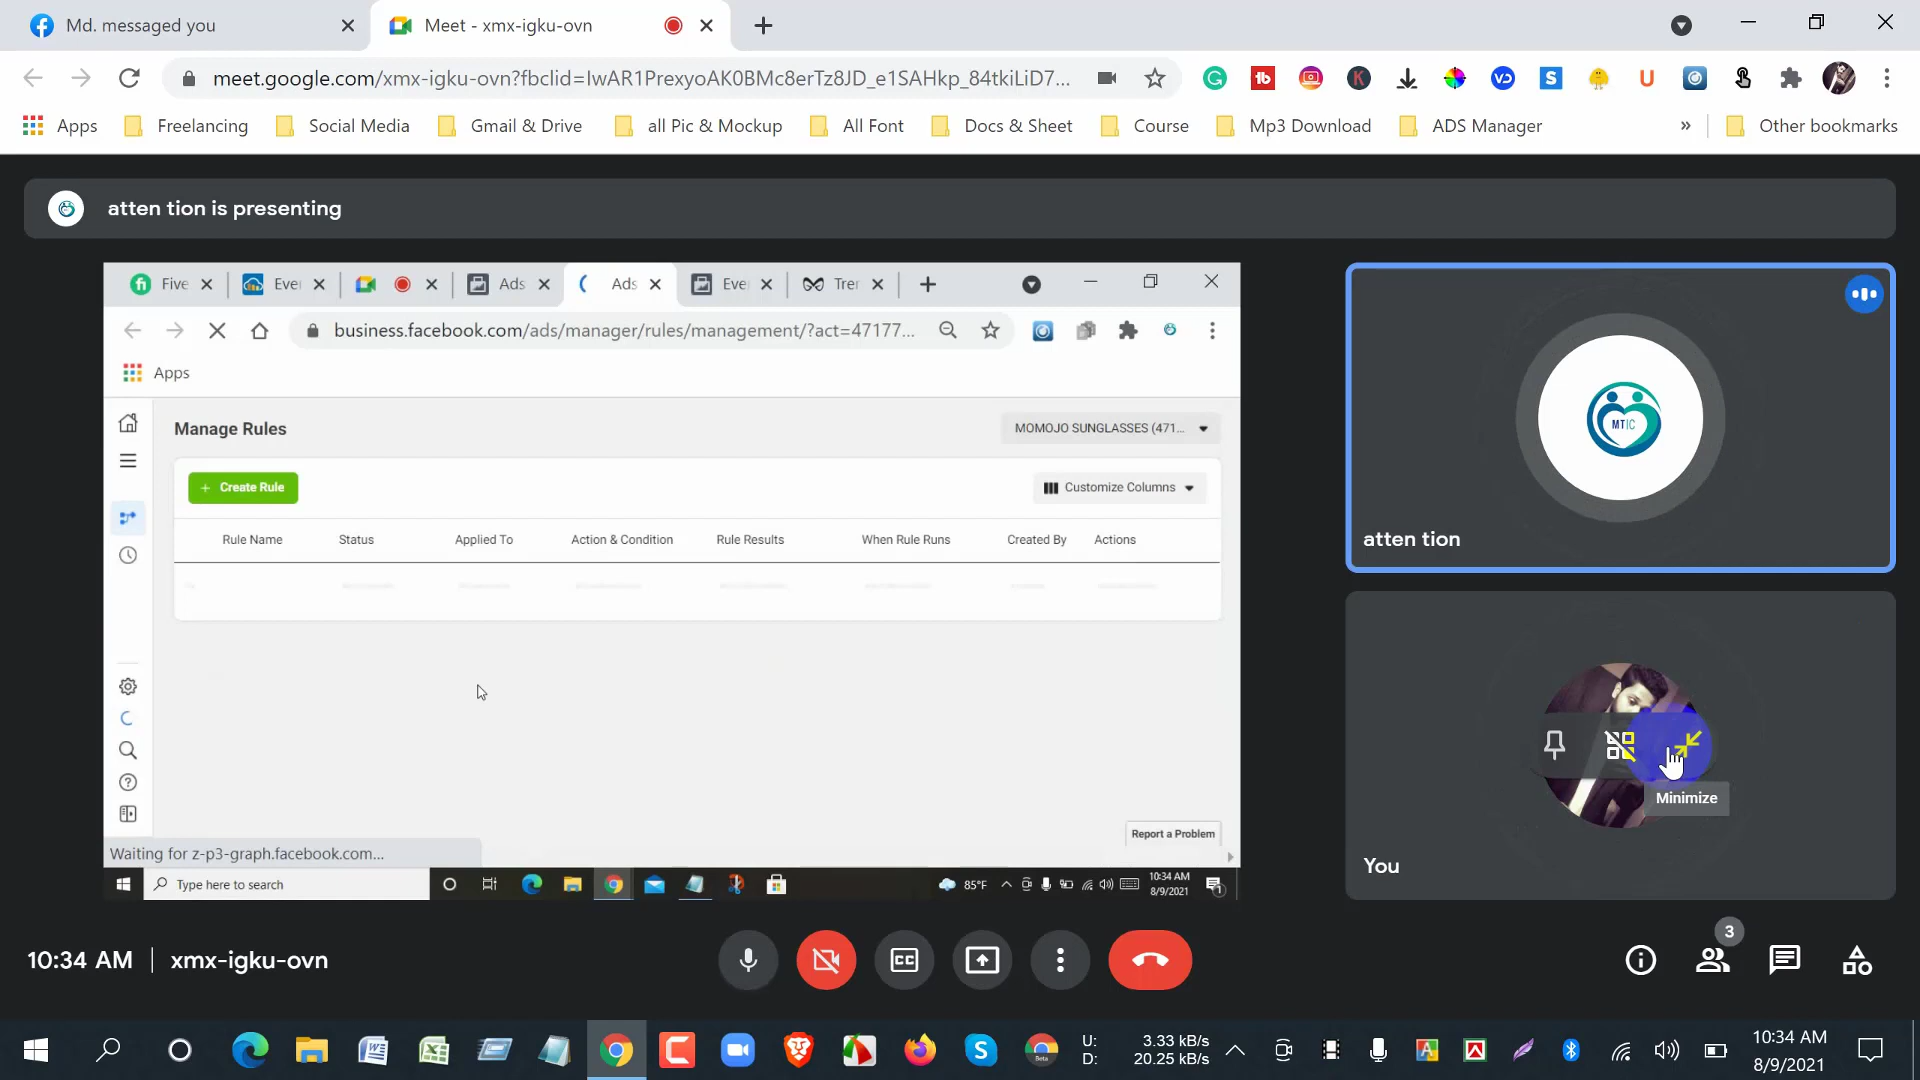 Md. messaged you
Meet - xmx-igku-ovn
meet.google.com/xmx-igku-ovn?fbclid=IwAR1PrexyoAK0BMc8erTz8JD_e1SAHkp_84tkiLiD7...
Apps
Freelancing
Social Media
Gmail & Drive
all Pic & Mockup
All Font
Docs & Sheet
Course
Mp3 Download
ADS Manager
»
Other bookmarks
atten tion is presenting
Five
Eve
Ads
Ads
Eve
Trer
business.facebook.com/ads/manager/rules/management/?act=47177...
Apps
Manage Rules
MOMOJO SUNGLASSES (471...
+ Create Rule
Customize Columns
Rule Name
Status
Applied To
Action & Condition
Rule Results
When Rule Runs
Created By
Actions
Report a Problem
Waiting for z-p3-graph.facebook.com...
Type here to search
85°F
10:34 AM
8/9/2021
MTIC
atten tion
Minimize
You
10:34 AM
xmx-igku-ovn
CC
3
U: 3.33 kB/s
D: 20.25 kB/s
10:34 AM
8/9/2021